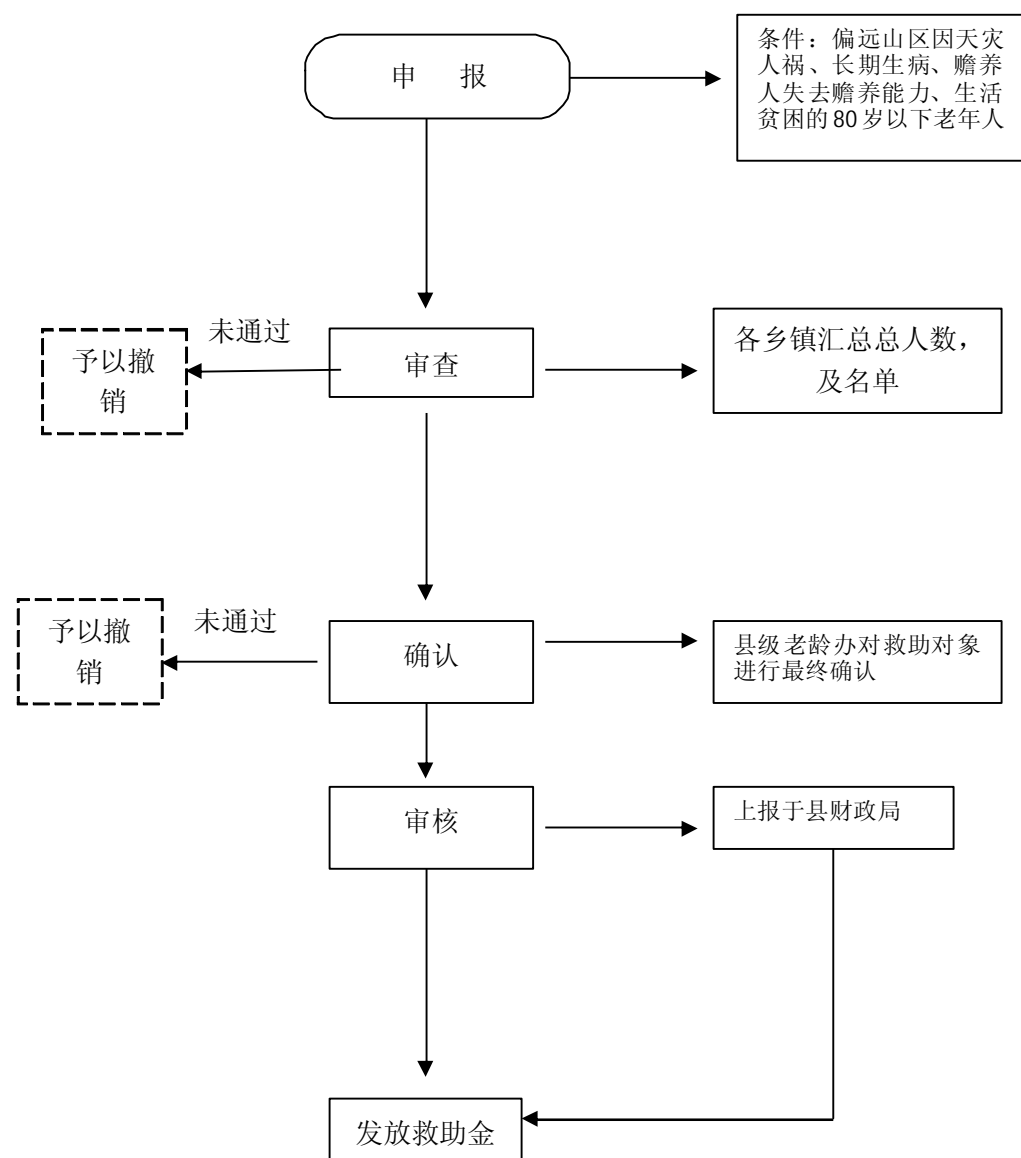 申 报
条件：偏远山区因天灾
人祸、长期生病、赡养
人失去赡养能力、生活
贫困的80岁以下老年人
未通过
予以撤
销
审查
各乡镇汇总总人数，
及名单
未通过
予以撤
销
确认
县级老龄办对救助对象
进行最终确认
审核
上报于县财政局
发放救助金